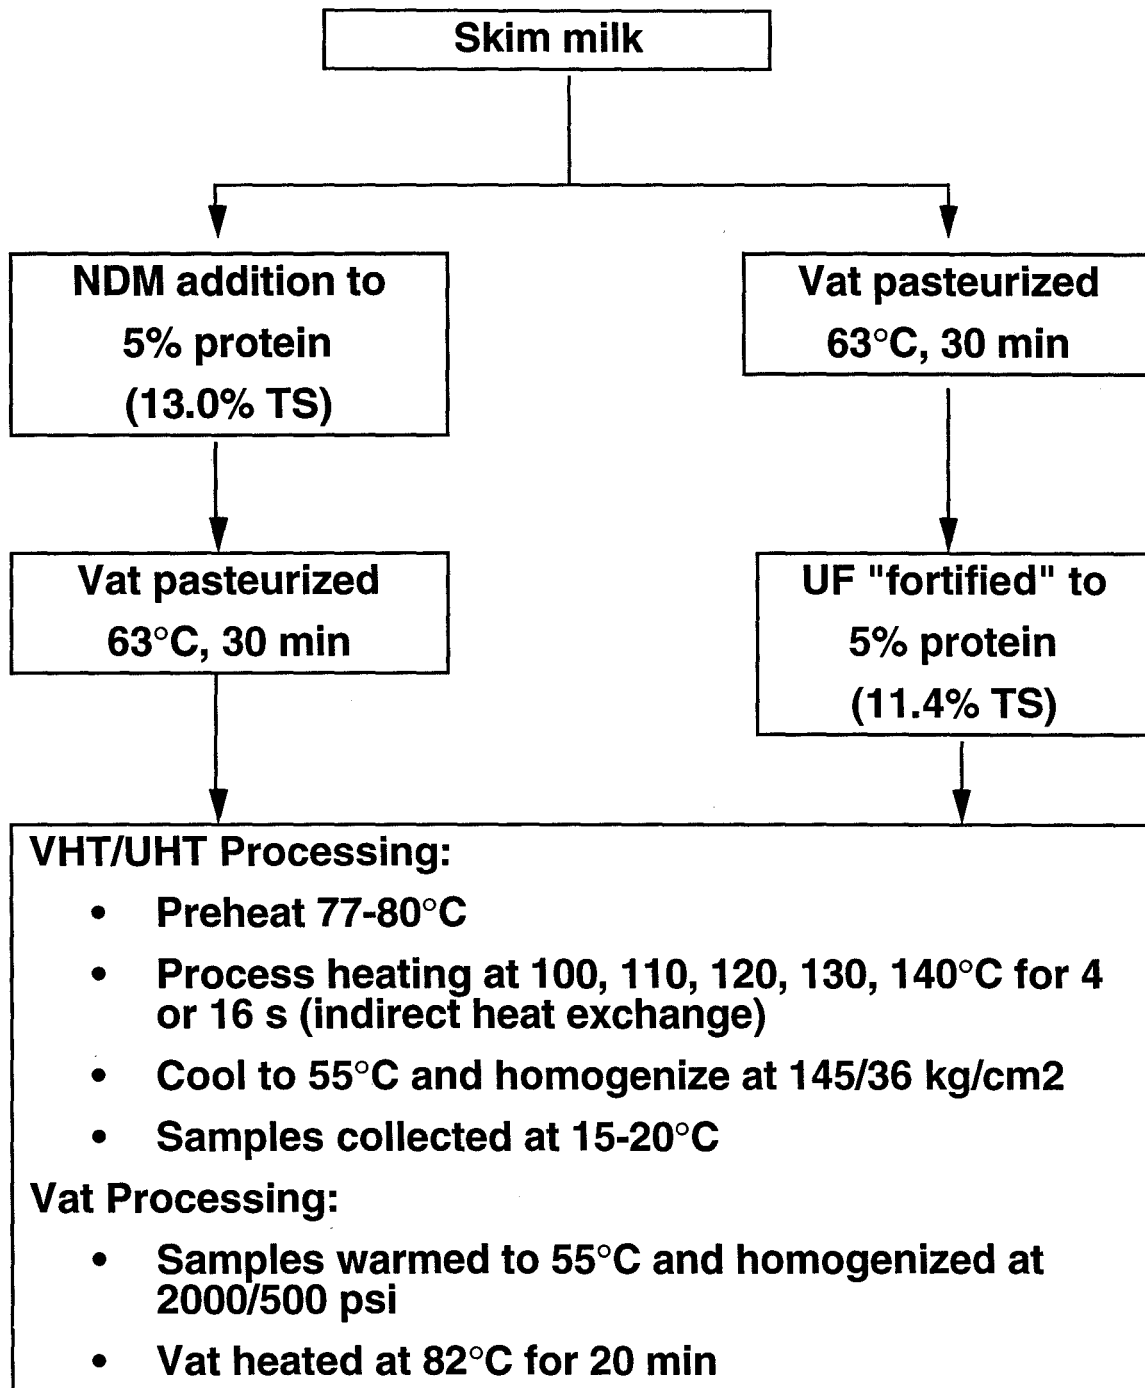 Skim milk
NDM addition to
5% protein
(13.0% TS)
Vat pasteurized
63°C, 30 min
Vat pasteurized
63°C, 30 min
UF "fortified" to
5% protein
(11.4% TS)
VHT/UHT Processing:
• Preheat 77-80°C
• Process heating at 100, 110, 120, 130, 140°C for 4
or 16 s (indirect heat exchange)
• Cool to 55°C and homogenize at 145/36 kg/cm2
• Samples collected at 15-20°C
Vat Processing:
• Samples warmed to 55°C and homogenized at
2000/500 psi
• Vat heated at 82°C for 20 min